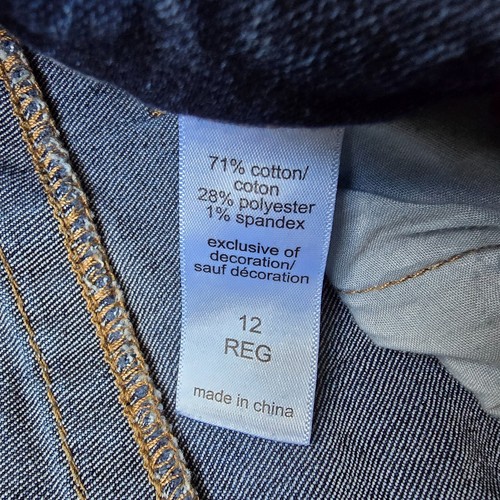 71% cotton/
coton
28% polyester
1% spandex
exclusive of
decoration/
sauf décoration
12
REG
made in china